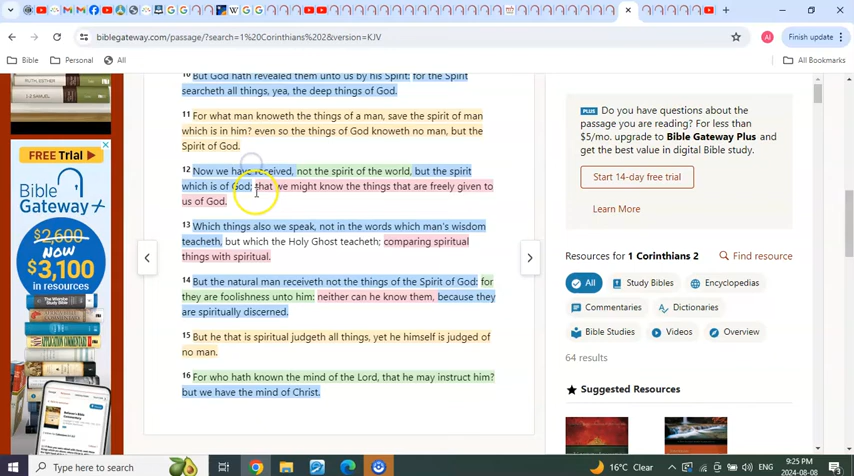 Finish update
biblegateway.com/passage/?search=1%20Corinthians%202&version=KJV
AI
Bible
Personal
All
All Bookmarks
RUTH, ESTHER
1-2 SAMUEL
FREE Trial
Bible
Gateway+
$2,600
NOW
$3,100
in resources
10 But God hath revealed them unto us by his Spirit: for the Spirit
searcheth all things, yea, the deep things of God.
11 For what man knoweth the things of a man, save the spirit of man
which is in him? even so the things of God knoweth no man, but the
Spirit of God.
12 Now we have received, not the spirit of the world, but the spirit
which is of God; that we might know the things that are freely given to
us of God.
13 Which things also we speak, not in the words which man's wisdom
teacheth, but which the Holy Ghost teacheth; comparing spiritual
things with spiritual.
14 But the natural man receiveth not the things of the Spirit of God: for
they are foolishness unto him: neither can he know them, because they
are spiritually discerned.
15 But he that is spiritual judgeth all things, yet he himself is judged of
no man.
16 For who hath known the mind of the Lord, that he may instruct him?
but we have the mind of Christ.
PLUS Do you have questions about the
passage you are reading? For less than
$5/mo. upgrade to Bible Gateway Plus and
get the best value in digital Bible study.
Start 14-day free trial
Learn More
Resources for 1 Corinthians 2
Find resource
All
Study Bibles
Encyclopedias
Commentaries
Dictionaries
Bible Studies
Videos
Overview
64 results
Suggested Resources
Type here to search
16°C Clear
ENG
9:25 PM
2024-08-08